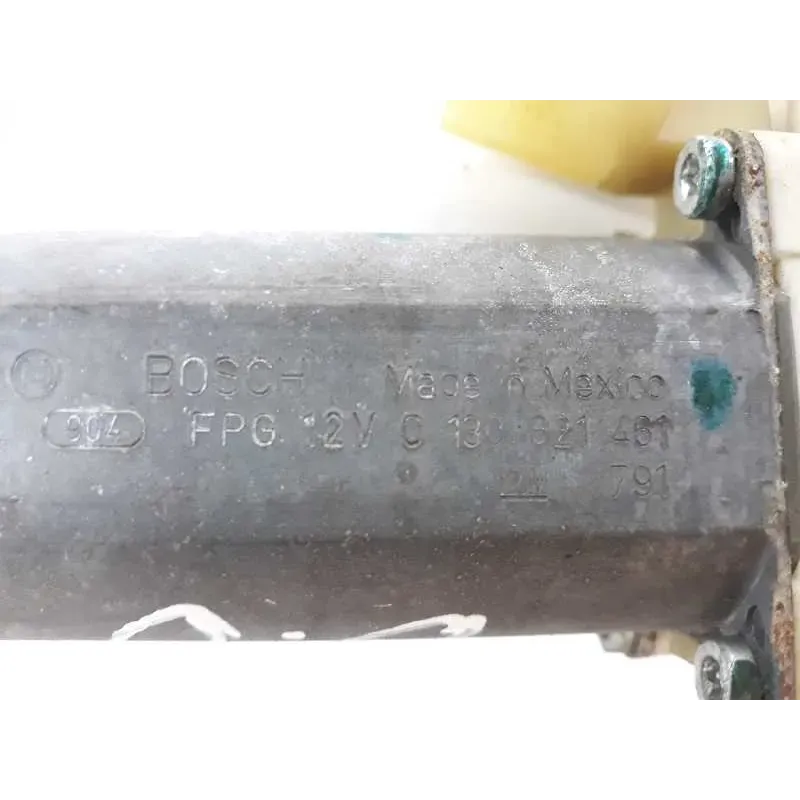 BOSCH Made in Mexico
904 FPG 12V 0 130 821 461
791